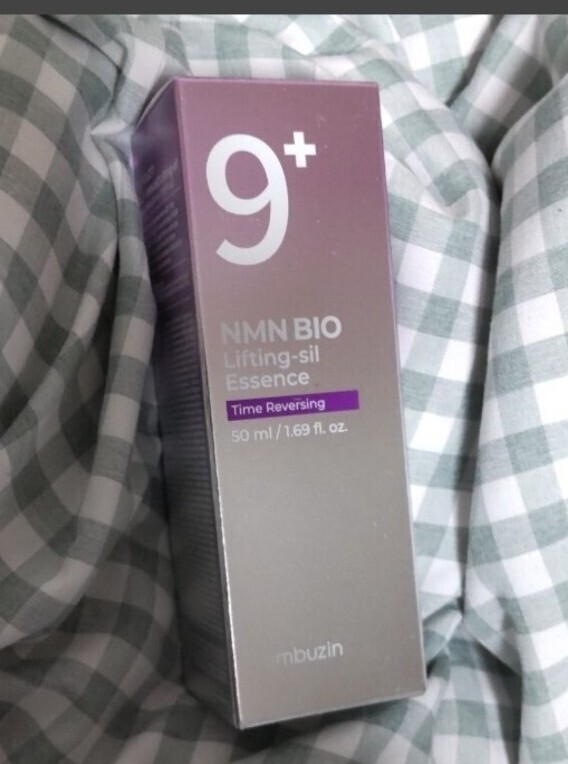 9+
NMN BIO
Lifting-sil
Essence
Time Reversing
50 ml / 1.69 fl. oz.
mbuzin